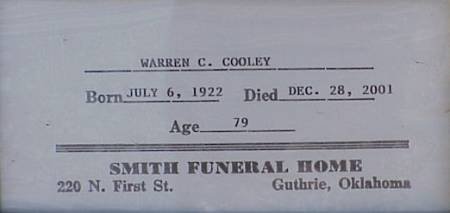 WARREN C. COOLEY
Born JULY 6, 1922 Died DEC. 28, 2001
Age 79
SMITH FUNERAL HOME
220 N. First St. Guthrie, Oklahoma